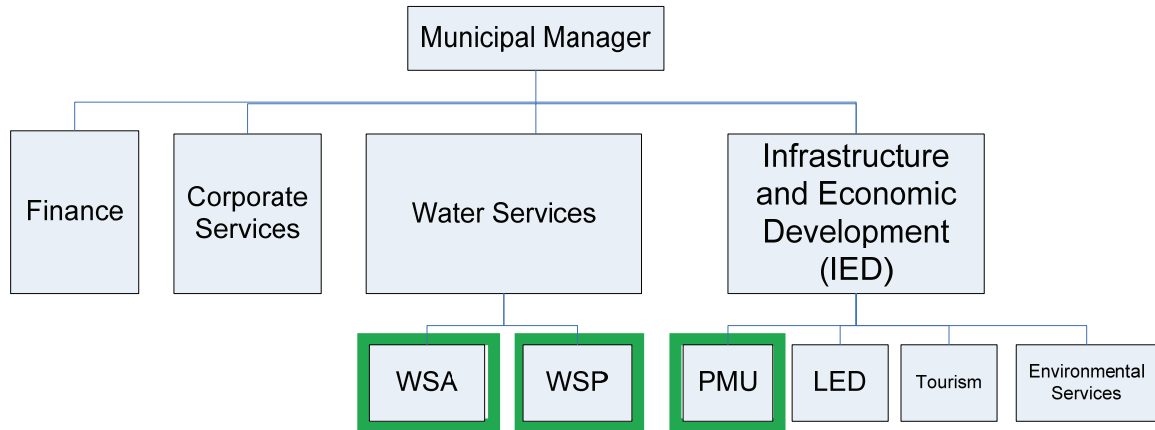 Municipal Manager
Finance
Corporate
Services
Water Services
Infrastructure
and Economic
Development
(IED)
WSA
WSP
PMU
LED
Tourism
Environmental
Services